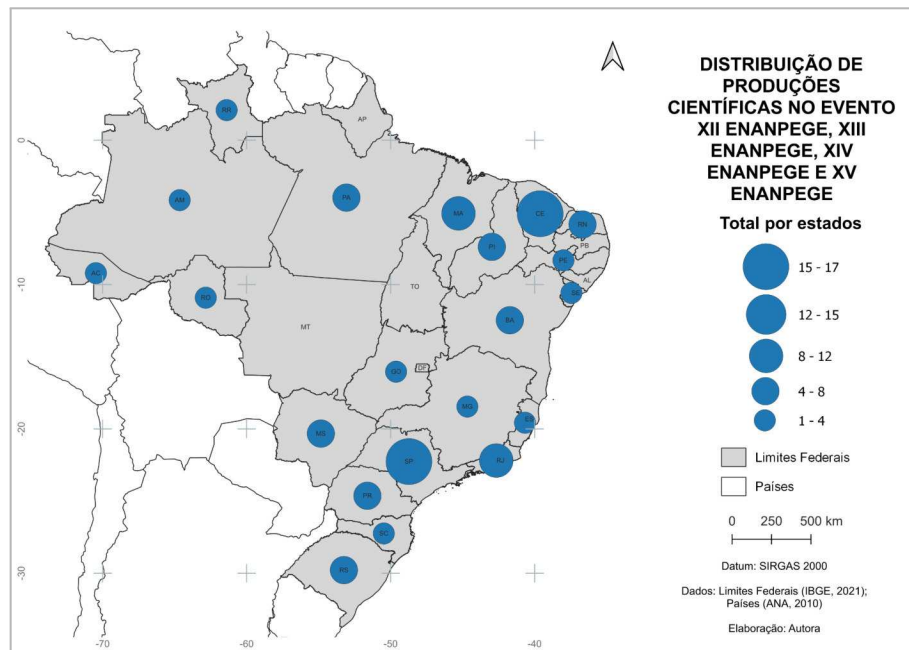 DISTRIBUIÇÃO DE
PRODUÇÕES
CIENTÍFICAS NO EVENTO
XII ENANPEGE, XIII
ENANPEGE, XIV
ENANPEGE E XV
ENANPEGE
Total por estados
15 - 17
12 - 15
8 - 12
4 - 8
1 - 4
Limites Federais
Países
0 250 500 km
Datum: SIRGAS 2000
Dados: Limites Federais (IBGE, 2021);
Países (ANA, 2010)
Elaboração: Autora
RR
AP
AM
PA
MA
CE
RN
PI
PB
PE
AL
SE
AC
RO
TO
BA
MT
GO
DF
MG
ES
MS
SP
RJ
PR
SC
RS
0
-10
-20
-30
-70
-60
-50
-40